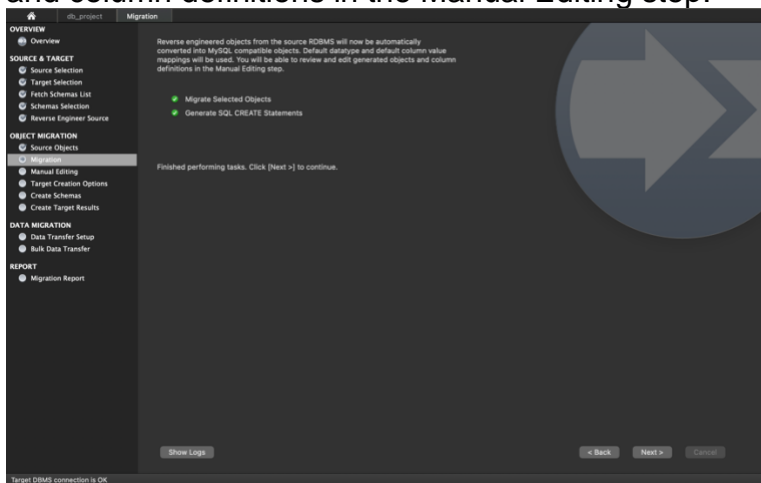 and column definitions in the Manual Editing step.
db_project
Migration
OVERVIEW
Overview
SOURCE & TARGET
Source Selection
Target Selection
Fetch Schemas List
Schemas Selection
Reverse Engineer Source
OBJECT MIGRATION
Source Objects
Migration
Manual Editing
Target Creation Options
Create Schemas
Create Target Results
DATA MIGRATION
Data Transfer Setup
Bulk Data Transfer
REPORT
Migration Report
Reverse engineered objects from the source RDBMS will now be automatically
converted into MySQL compatible objects. Default datatype and default column value
mappings will be used. You will be able to review and edit generated objects and column
definitions in the Manual Editing step.
Migrate Selected Objects
Generate SQL CREATE Statements
Finished performing tasks. Click [Next >] to continue.
Show Logs
< Back
Next >
Cancel
Target DBMS connection is OK